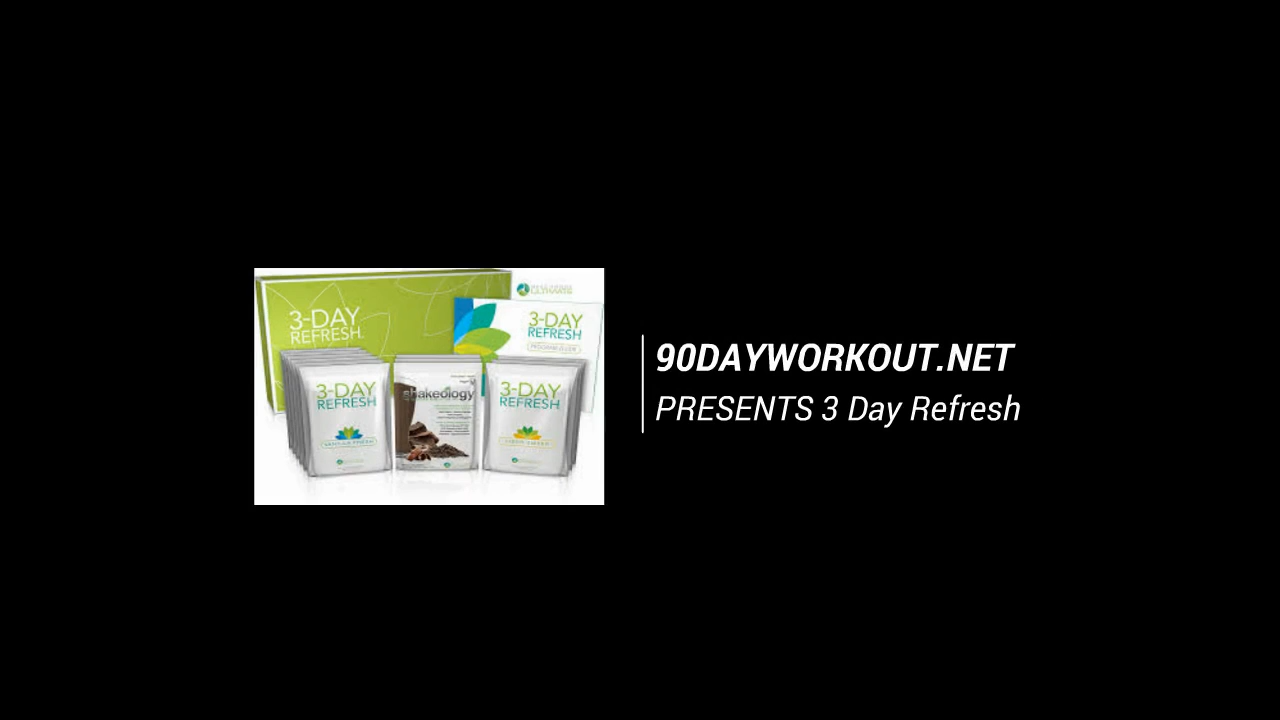 3-DAY
REFRESH
3-DAY
REFRESH
3-DAY
REFRESH
shakeology
3-DAY
REFRESH
90DAYWORKOUT.NET
PRESENTS 3 Day Refresh